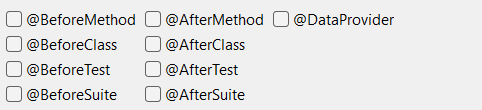 @BeforeMethod @AfterMethod @DataProvider
@BeforeClass @AfterClass
@BeforeTest @AfterTest
@BeforeSuite @AfterSuite